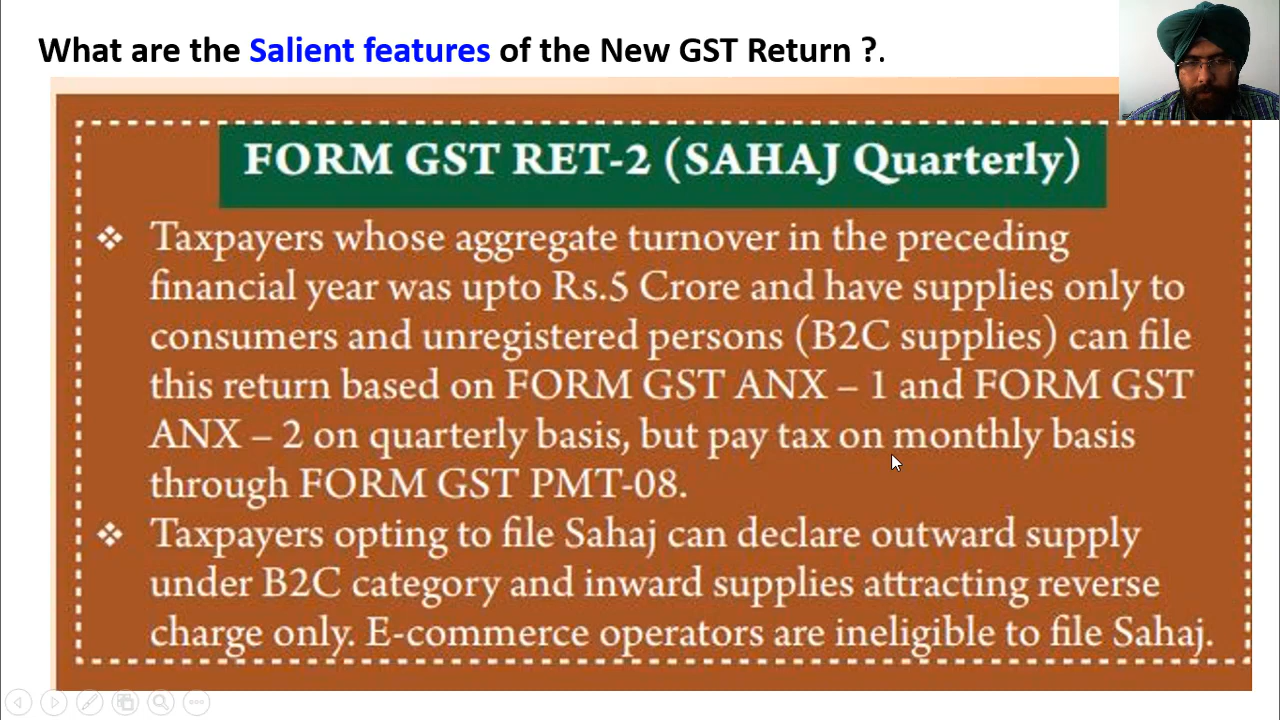 What are the Salient features of the New GST Return ?.
FORM GST RET-2 (SAHAJ Quarterly)
❖ Taxpayers whose aggregate turnover in the preceding
financial year was upto Rs.5 Crore and have supplies only to
consumers and unregistered persons (B2C supplies) can file
this return based on FORM GST ANX – 1 and FORM GST
ANX – 2 on quarterly basis, but pay tax on monthly basis
through FORM GST PMT-08.
❖ Taxpayers opting to file Sahaj can declare outward supply
under B2C category and inward supplies attracting reverse
charge only. E-commerce operators are ineligible to file Sahaj.